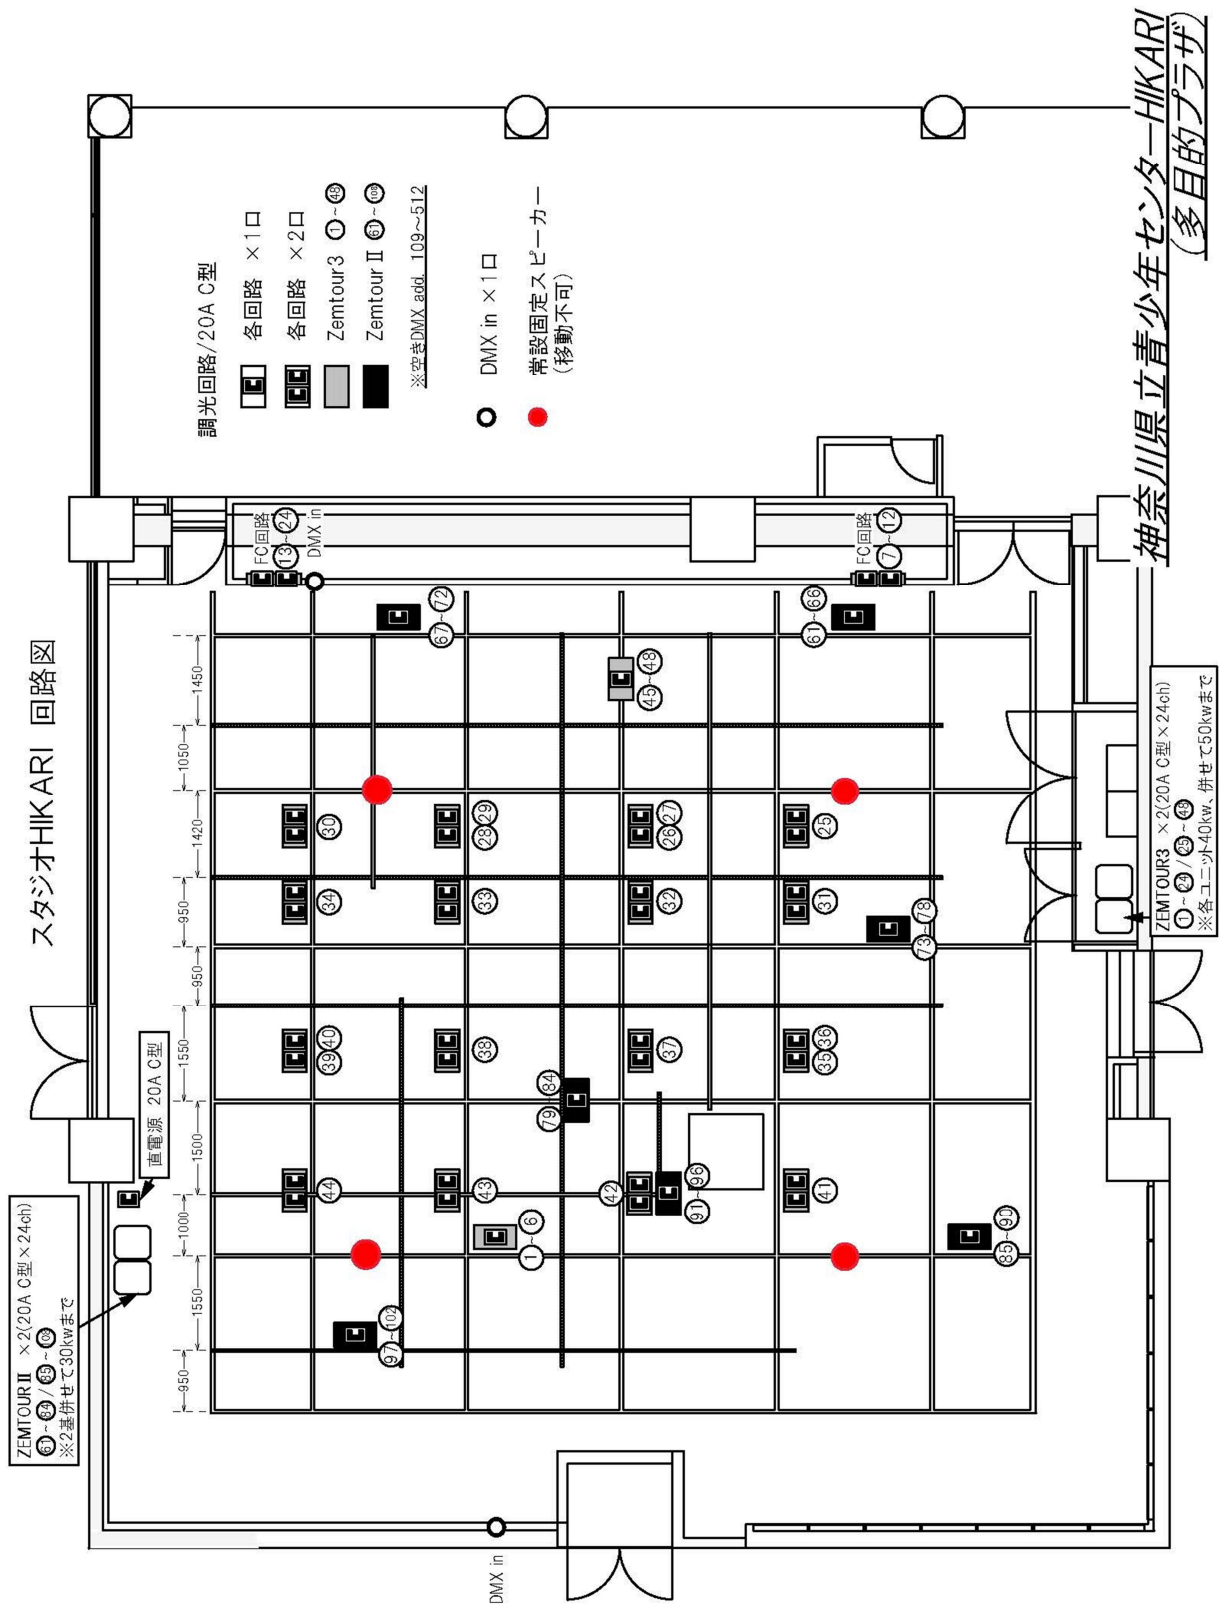 スタジオHIKARI 回路図
ZEMTOURⅡ ×2(20A C型×24ch)
61~84 / 85~108
※2基併せて30kwまで
直電源 20A C型
調光回路/20A C型
各回路 ×1口
各回路 ×2口
Zemtour3 ①~㊽
ZemtourⅡ 61~108
※空きDMX add. 109~512
DMX in ×1口
常設固定スピーカー
(移動不可)
FC回路
13~24
DMX in
FC回路
7~12
950
1550
1000
1500
1550
950
950
1420
1050
1450
67~72
61~66
45~48
30
28 29
26 27
25
34
33
32
31
73~78
39 40
38
37
35 36
79~84
44
43
42
41
91~96
1~6
85~90
97~102
DMX in
ZEMTOUR3 ×2(20A C型×24ch)
1~24 / 25~48
※各ユニット40kw、併せて50kwまで
神奈川県立青少年センターHIKARI
(多目的プラザ)